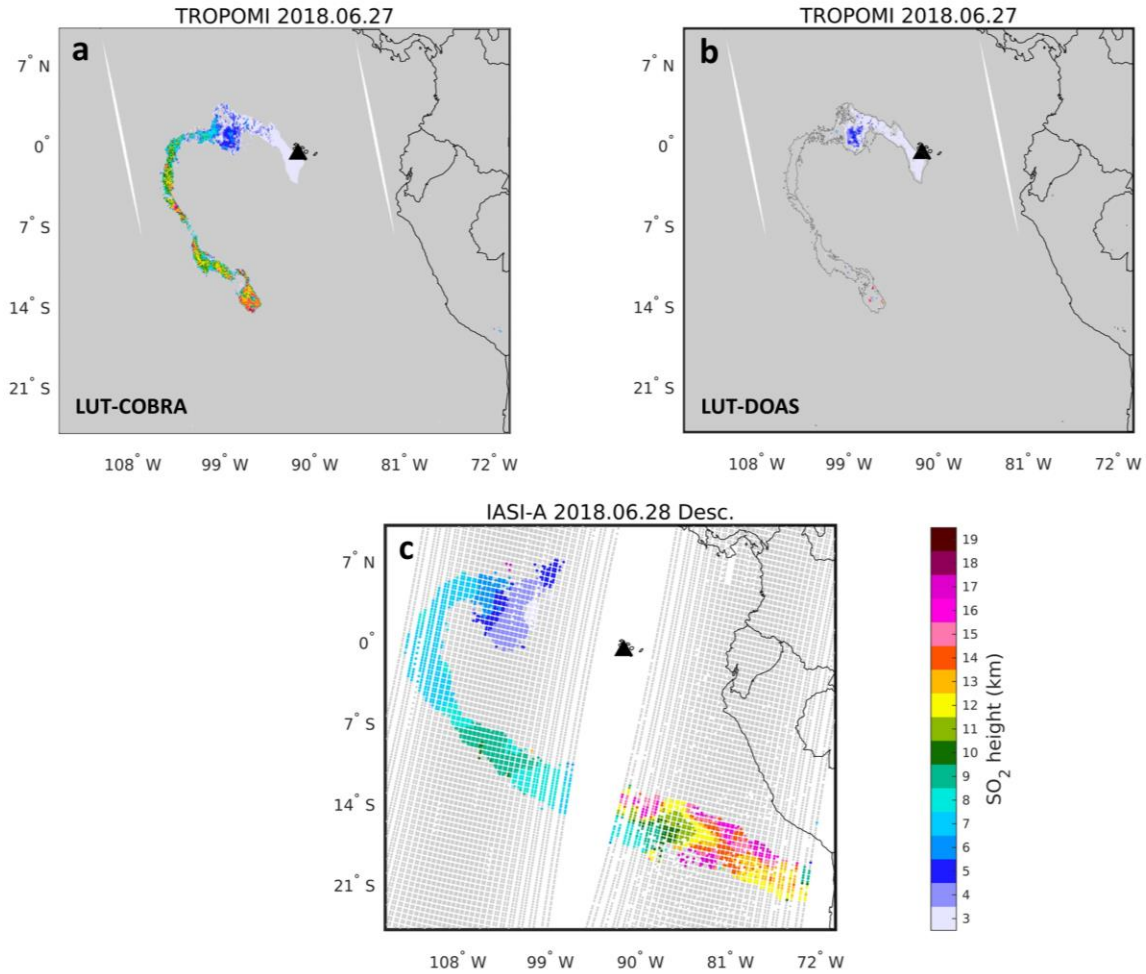 TROPOMI 2018.06.27
a
7° N
0°
7° S
14° S
21° S
LUT-COBRA
108° W 99° W 90° W 81° W 72° W
TROPOMI 2018.06.27
b
7° N
0°
7° S
14° S
21° S
LUT-DOAS
108° W 99° W 90° W 81° W 72° W
IASI-A 2018.06.28 Desc.
c
7° N
0°
7° S
14° S
21° S
108° W 99° W 90° W 81° W 72° W
19
18
17
16
15
14
13
12
11
10
9
8
7
6
5
4
3
SO₂ height (km)